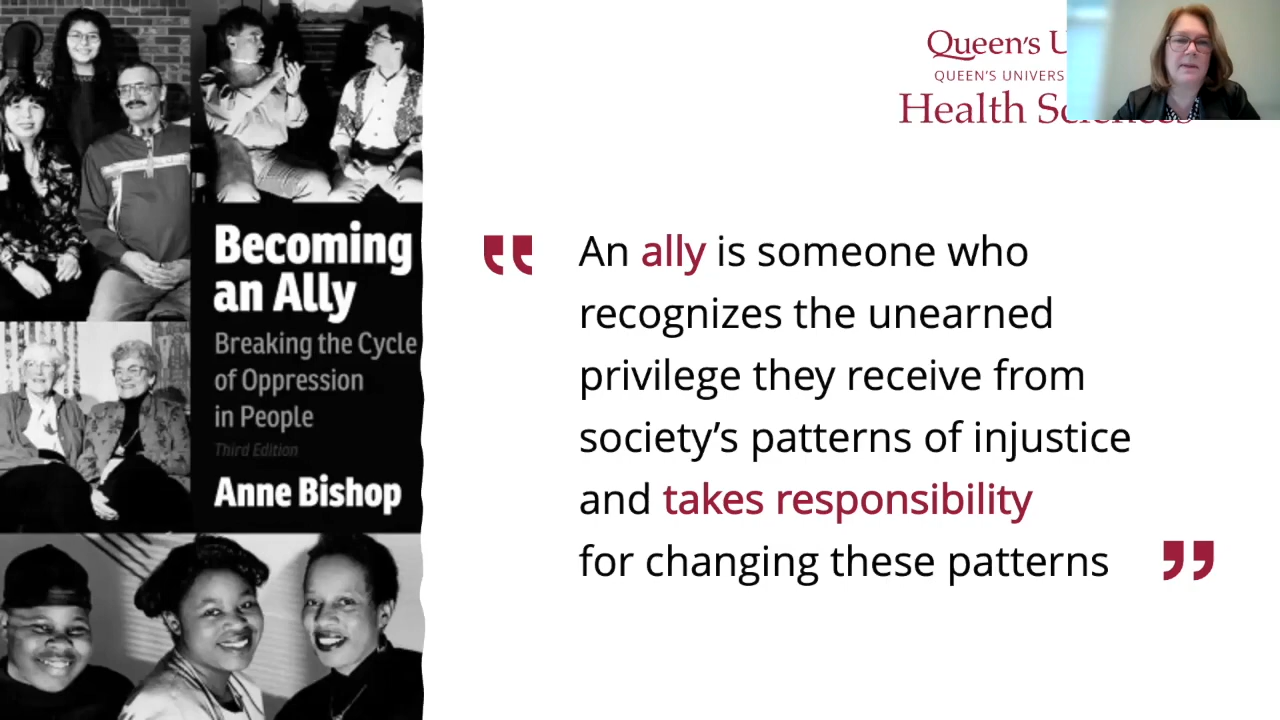 Becoming
an Ally
Breaking the Cycle
of Oppression
in People
Third Edition
Anne Bishop
Queen's U
QUEEN'S UNIVERS
Health Sciences
“
An ally is someone who
recognizes the unearned
privilege they receive from
society’s patterns of injustice
and takes responsibility
for changing these patterns
”